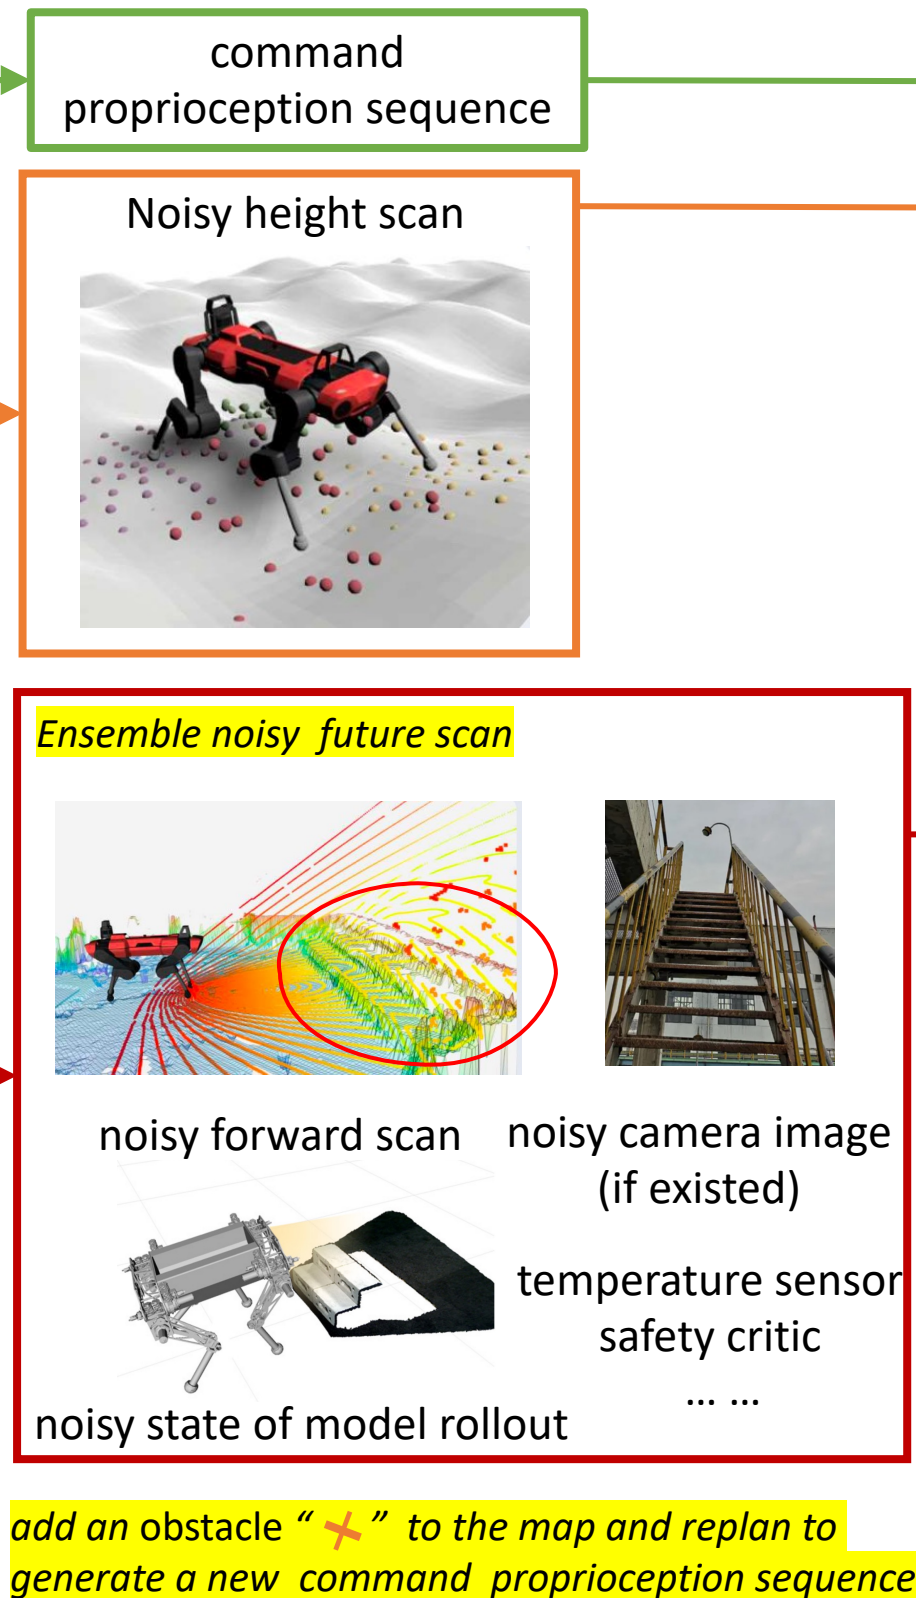 command
proprioception sequence
Noisy height scan
Ensemble noisy future scan
noisy forward scan
noisy camera image
(if existed)
temperature sensor
safety critic
... ...
noisy state of model rollout
add an obstacle “ ” to the map and replan to
generate a new command proprioception sequence